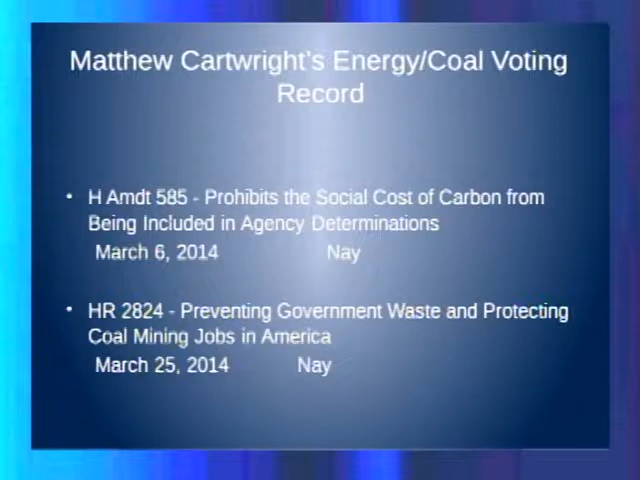 Matthew Cartwright's Energy/Coal Voting
Record
• H Amdt 585 - Prohibits the Social Cost of Carbon from
Being Included in Agency Determinations
March 6, 2014 Nay
• HR 2824 - Preventing Government Waste and Protecting
Coal Mining Jobs in America
March 25, 2014 Nay